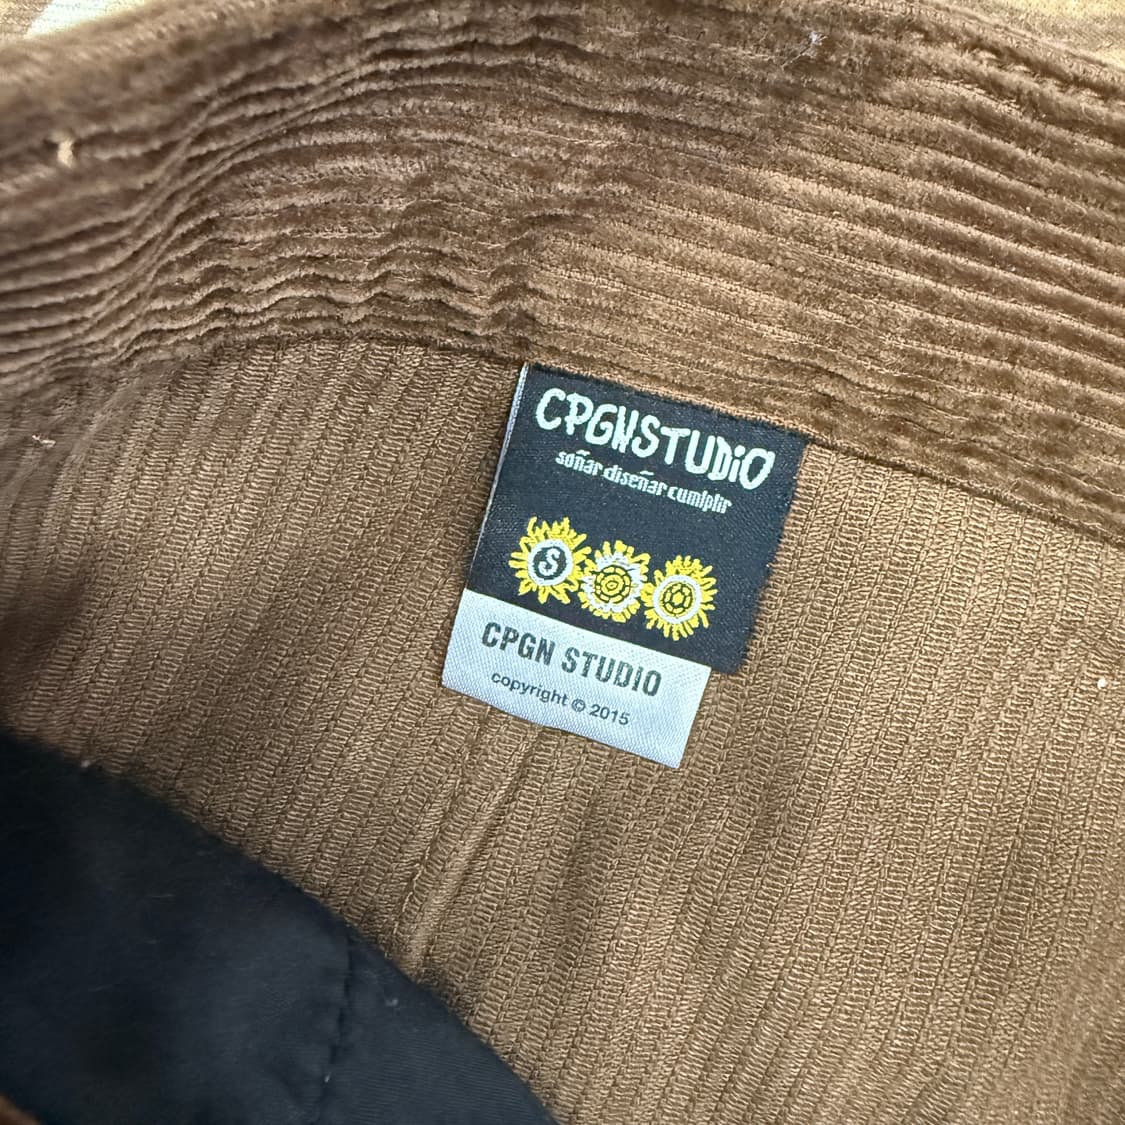 CPGNSTUDiO
soñar diseñar cumplir
S
CPGN STUDIO
copyright © 2015